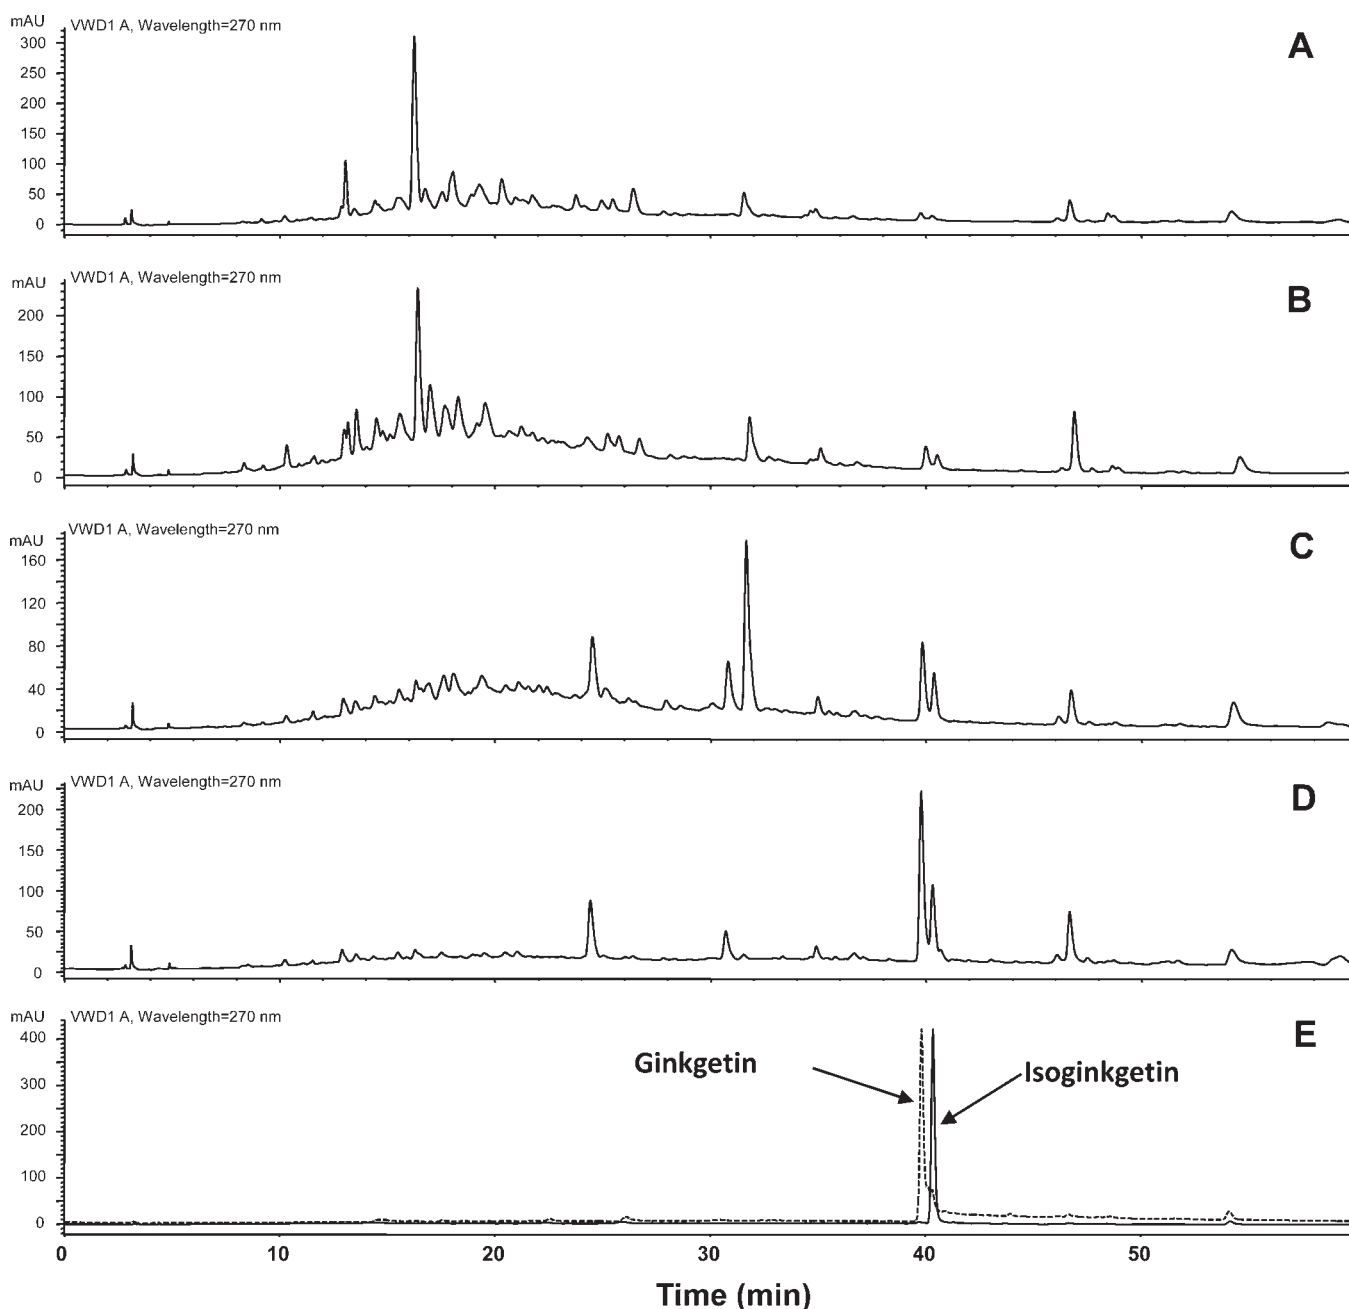 mAU
VWD1 A, Wavelength=270 nm
A
300
250
200
150
100
50
0
mAU
VWD1 A, Wavelength=270 nm
B
200
150
100
50
0
mAU
VWD1 A, Wavelength=270 nm
C
160
120
80
40
0
mAU
VWD1 A, Wavelength=270 nm
D
200
150
100
50
0
mAU
VWD1 A, Wavelength=270 nm
E
400
300
200
100
0
Ginkgetin
Isoginkgetin
0 10 20 30 40 50
Time (min)